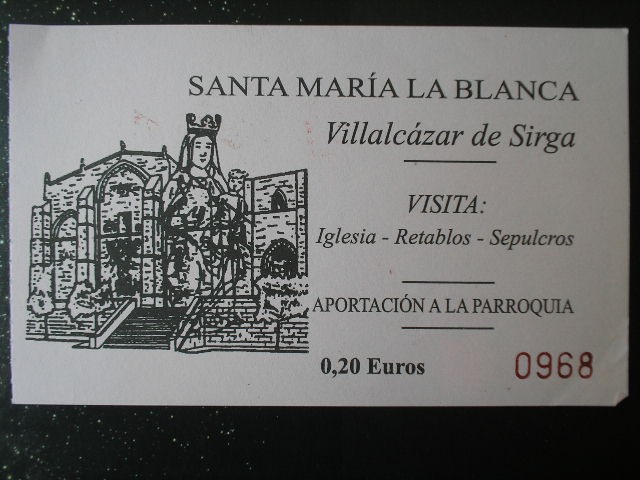 SANTA MARÍA LA BLANCA
Villalcázar de Sirga
VISITA:
Iglesia - Retablos - Sepulcros
APORTACIÓN A LA PARROQUIA
0,20 Euros
0968